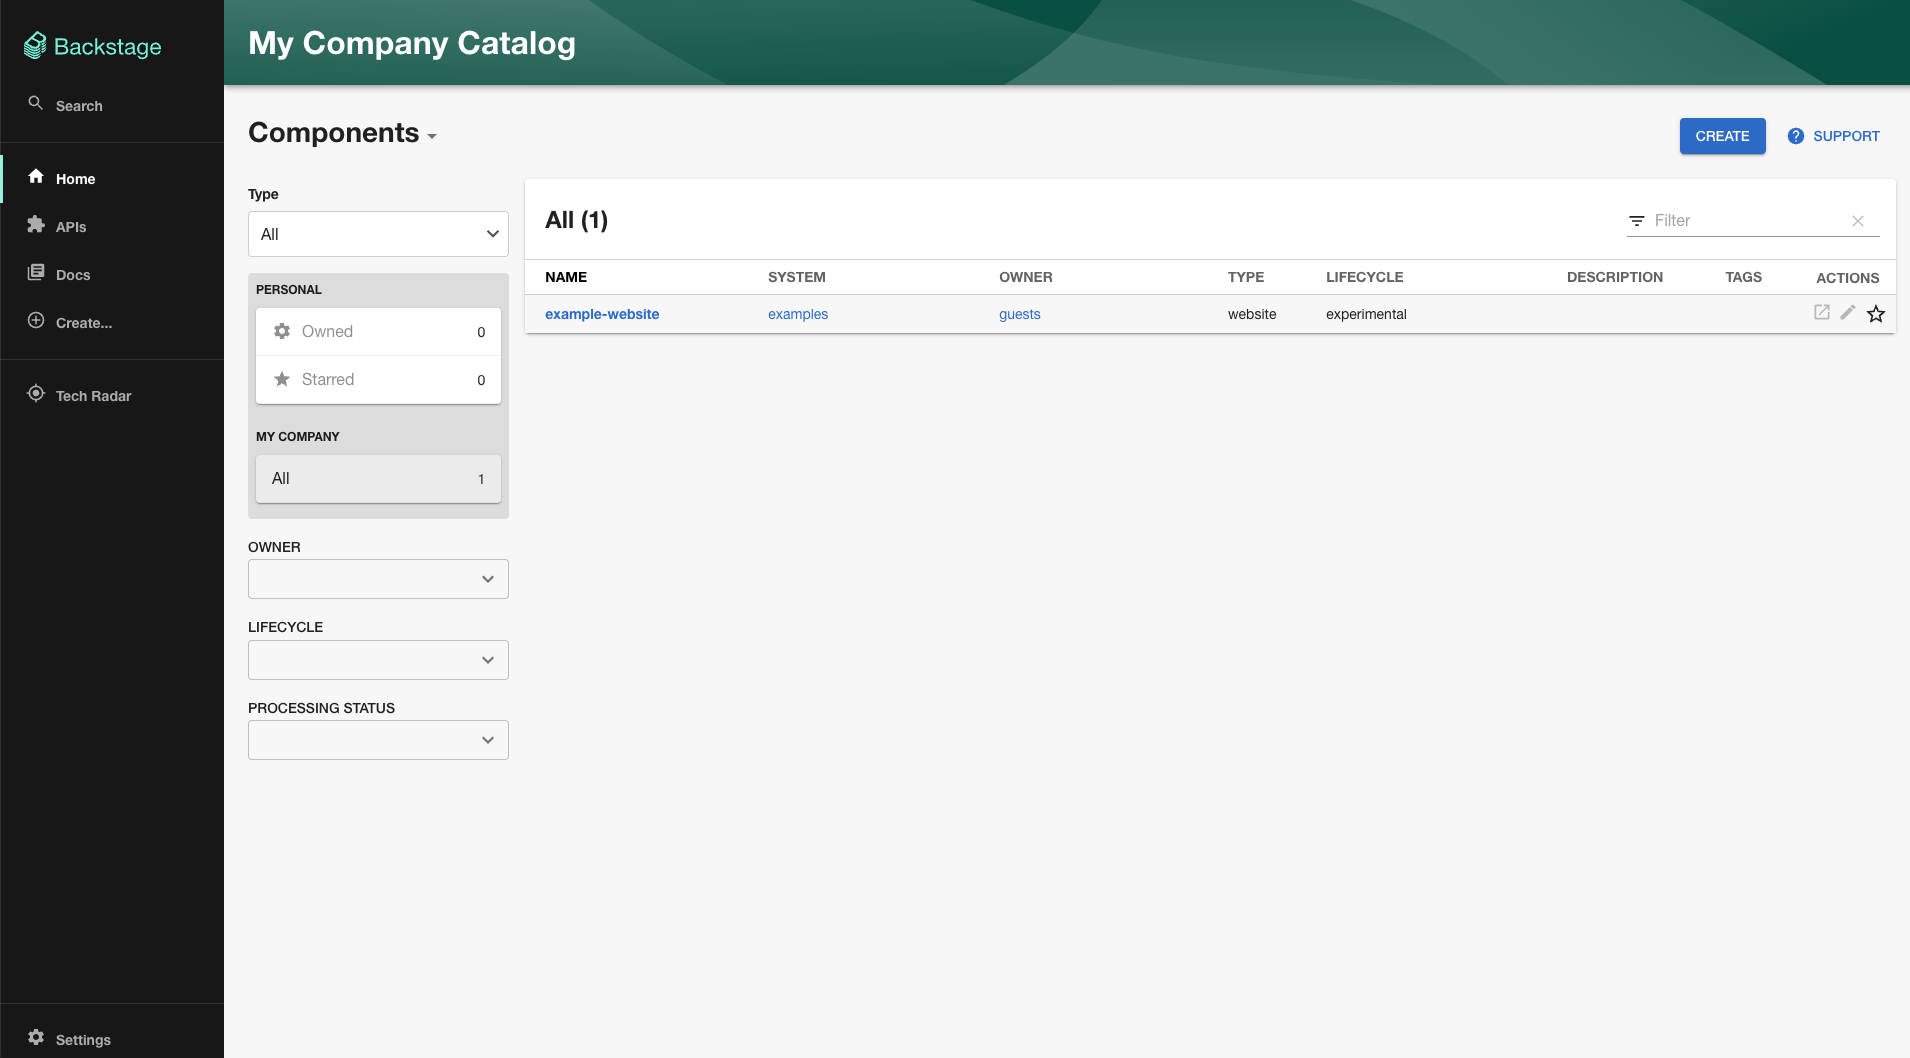 Backstage
Search
Home
APIs
Docs
Create...
Tech Radar
Settings
My Company Catalog
Components
CREATE
? SUPPORT
Type
All
PERSONAL
Owned 0
Starred 0
MY COMPANY
All 1
OWNER
LIFECYCLE
PROCESSING STATUS
All (1)
Filter
NAME SYSTEM OWNER TYPE LIFECYCLE DESCRIPTION TAGS ACTIONS
example-website examples guests website experimental